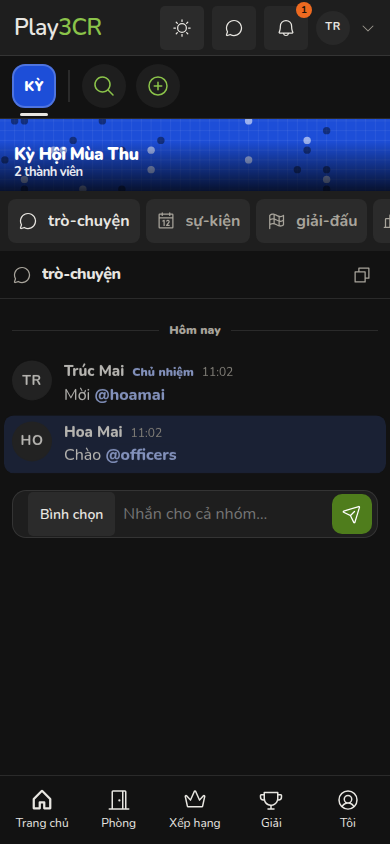 Play3CR
1
TR
KỲ
Kỳ Hội Mùa Thu
2 thành viên
trò-chuyện
12
sự-kiện
giải-đấu
trò-chuyện
Hôm nay
TR
Trúc Mai Chủ nhiệm 11:02
Mời @hoamai
HO
Hoa Mai 11:02
Chào @officers
Bình chọn
Nhắn cho cả nhóm...
Trang chủ
Phòng
Xếp hạng
Giải
Tôi